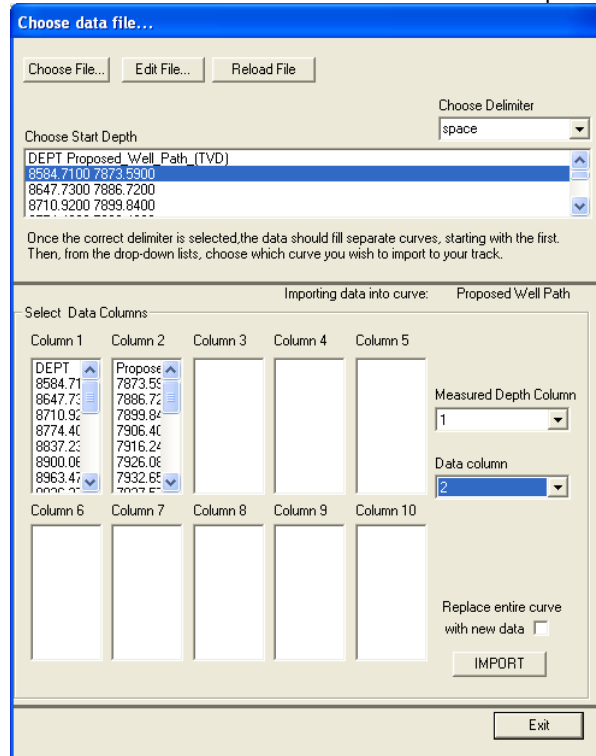 Choose data file...
Choose File... Edit File... Reload File
Choose Delimiter
space
Choose Start Depth
DEPT Proposed_Well_Path_(TVD)
8584.7100 7873.5900
8647.7300 7886.7200
8710.9200 7899.8400
Once the correct delimiter is selected,the data should fill separate curves, starting with the first.
Then, from the drop-down lists, choose which curve you wish to import to your track.
Importing data into curve: Proposed Well Path
Select Data Columns
Column 1 Column 2 Column 3 Column 4 Column 5
DEPT
8584.71
8647.73
8710.92
8774.40
8837.23
8900.06
8963.47
Propose
7873.59
7886.72
7899.84
7906.40
7916.24
7926.08
7932.65
Measured Depth Column
1
Data column
2
Column 6 Column 7 Column 8 Column 9 Column 10
Replace entire curve
with new data
IMPORT
Exit